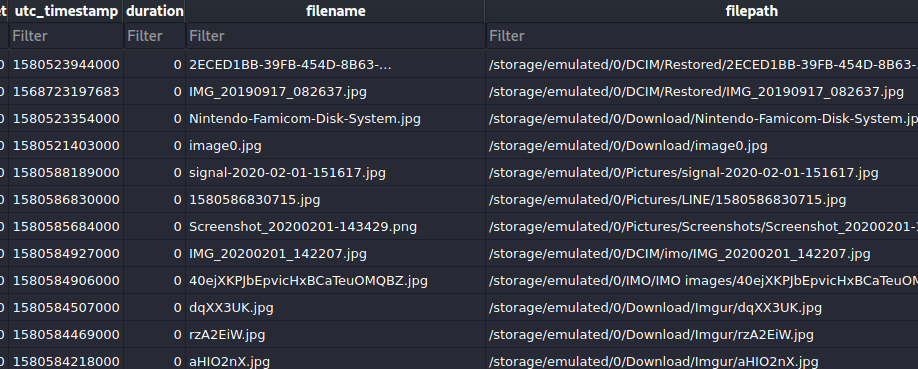 t utc_timestamp duration filename filepath
Filter Filter Filter Filter
0 1580523944000 0 2ECED1BB-39FB-454D-8B63-... /storage/emulated/0/DCIM/Restored/2ECED1BB-39FB-454D-8B63-
0 1568723197683 0 IMG_20190917_082637.jpg /storage/emulated/0/DCIM/Restored/IMG_20190917_082637.jpg
0 1580523354000 0 Nintendo-Famicom-Disk-System.jpg /storage/emulated/0/Download/Nintendo-Famicom-Disk-System.jp
0 1580521403000 0 image0.jpg /storage/emulated/0/Download/image0.jpg
0 1580588189000 0 signal-2020-02-01-151617.jpg /storage/emulated/0/Pictures/signal-2020-02-01-151617.jpg
0 1580586830000 0 1580586830715.jpg /storage/emulated/0/Pictures/LINE/1580586830715.jpg
0 1580585684000 0 Screenshot_20200201-143429.png /storage/emulated/0/Pictures/Screenshots/Screenshot_20200201-
0 1580584927000 0 IMG_20200201_142207.jpg /storage/emulated/0/DCIM/imo/IMG_20200201_142207.jpg
0 1580584906000 0 40ejXKPJbEpvicHxBCaTeuOMQBZ.jpg /storage/emulated/0/IMO/IMO images/40ejXKPJbEpvicHxBCaTeuOM
0 1580584507000 0 dqXX3UK.jpg /storage/emulated/0/Download/Imgur/dqXX3UK.jpg
0 1580584469000 0 rzA2EiW.jpg /storage/emulated/0/Download/Imgur/rzA2EiW.jpg
0 1580584218000 0 aHIO2nX.jpg /storage/emulated/0/Download/Imgur/aHIO2nX.jpg